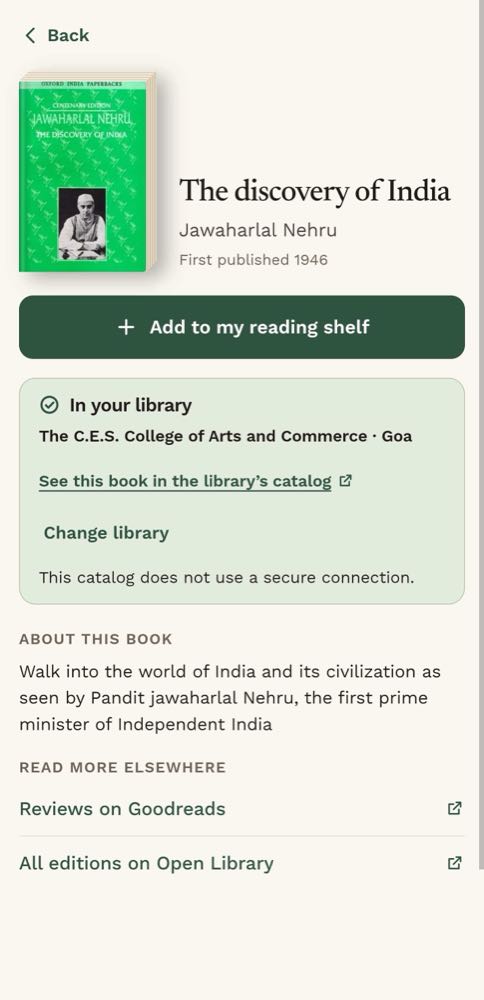 Back
OXFORD INDIA PAPERBACKS
CENTENARY EDITION
JAWAHARLAL NEHRU
THE DISCOVERY OF INDIA
The discovery of India
Jawaharlal Nehru
First published 1946
Add to my reading shelf
In your library
The C.E.S. College of Arts and Commerce · Goa
See this book in the library’s catalog
Change library
This catalog does not use a secure connection.
ABOUT THIS BOOK
Walk into the world of India and its civilization as
seen by Pandit jawaharlal Nehru, the first prime
minister of Independent India
READ MORE ELSEWHERE
Reviews on Goodreads
All editions on Open Library